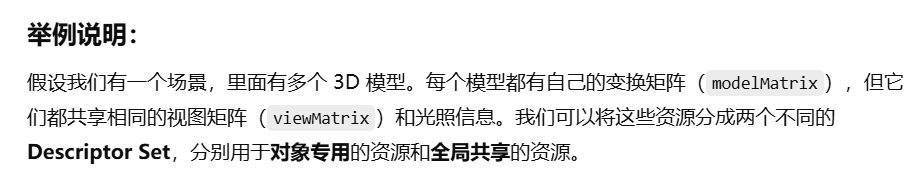 举例说明：
假设我们有一个场景，里面有多个 3D 模型。每个模型都有自己的变换矩阵（modelMatrix），但它
们都共享相同的视图矩阵（viewMatrix）和光照信息。我们可以将这些资源分成两个不同的
Descriptor Set，分别用于对象专用的资源和全局共享的资源。